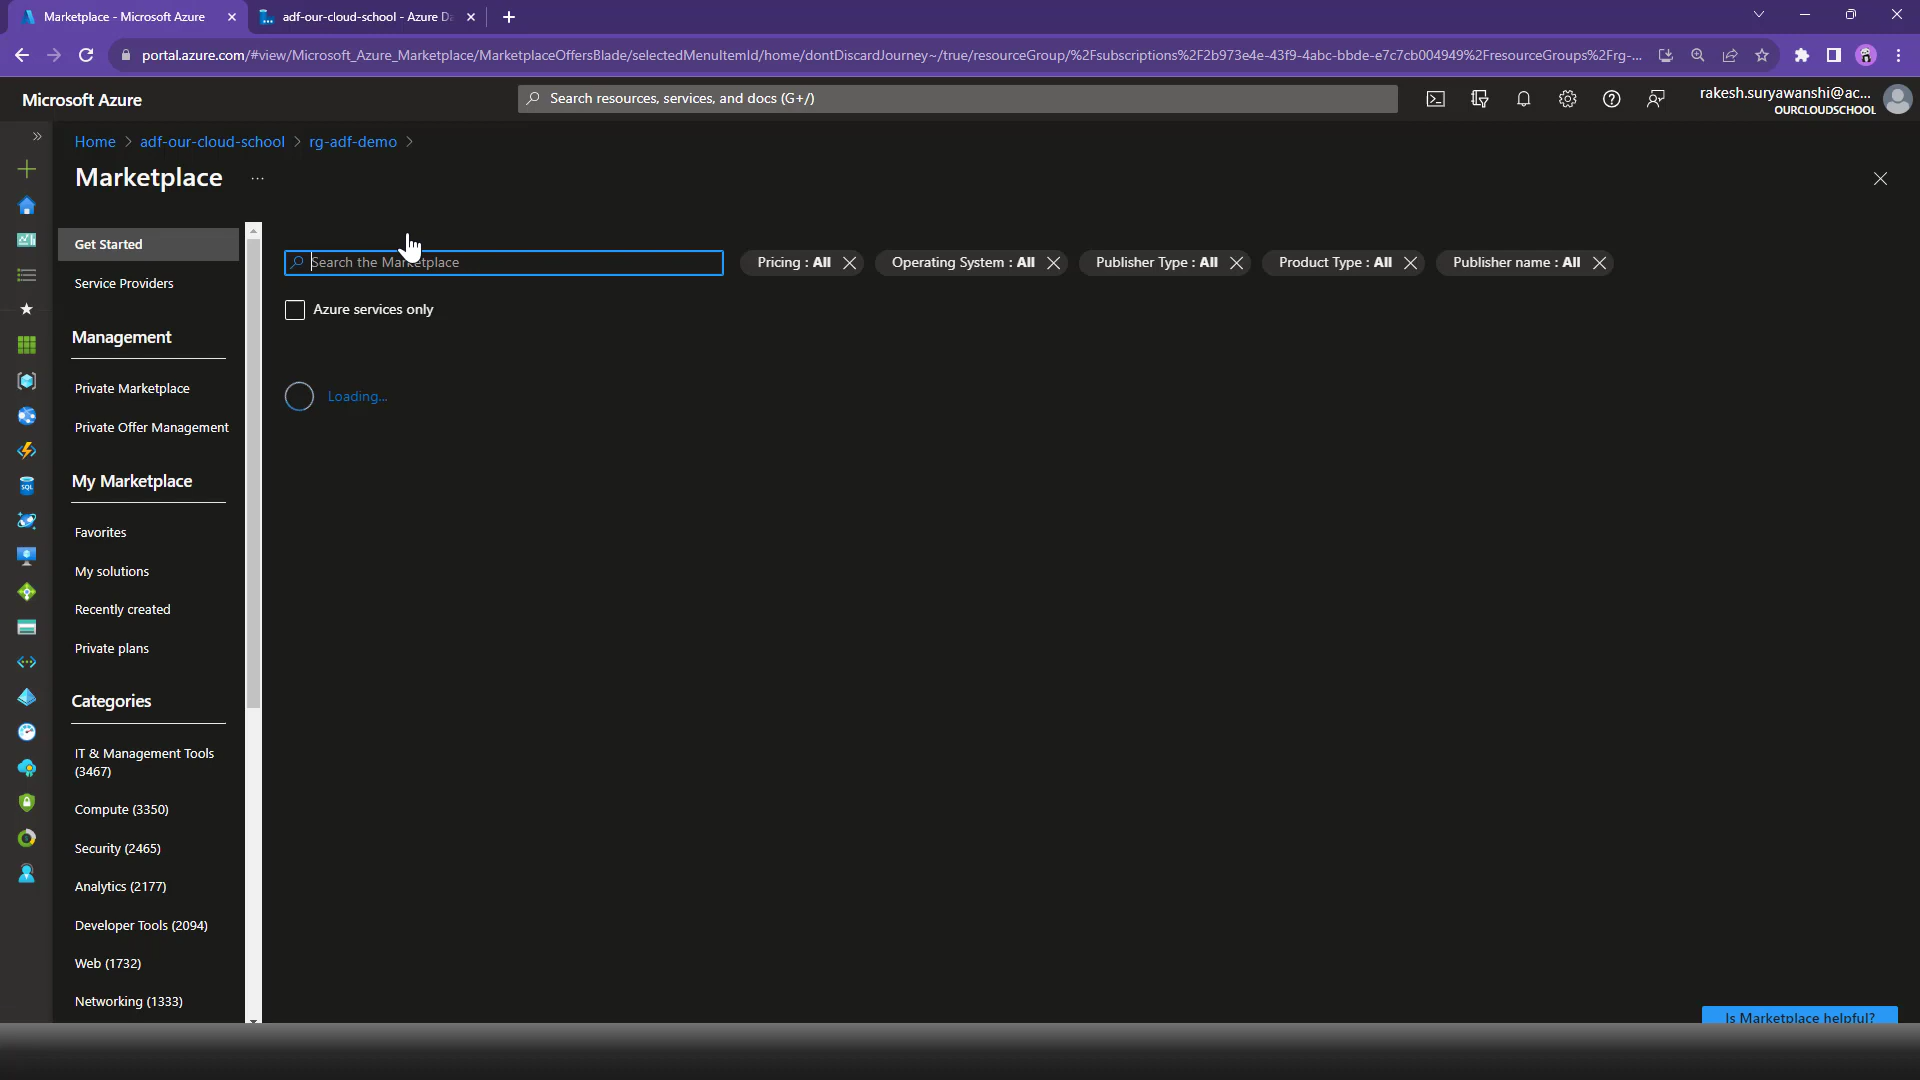 Marketplace - Microsoft Azure
adf-our-cloud-school - Azure Da
portal.azure.com/#view/Microsoft_Azure_Marketplace/MarketplaceOffersBlade/selectedMenuItemId/home/dontDiscardJourney~/true/resourceGroup/%2Fsubscriptions%2F2b973e4e-43f9-4abc-bbde-e7c7cb004949%2FresourceGroups%2Frg-...
Microsoft Azure
Search resources, services, and docs (G+/)
rakesh.suryawanshi@ac...
OURCLOUDSCHOOL
Home > adf-our-cloud-school > rg-adf-demo >
Marketplace ...
Get Started
Service Providers
Management
Private Marketplace
Private Offer Management
My Marketplace
Favorites
My solutions
Recently created
Private plans
Categories
IT & Management Tools
(3467)
Compute (3350)
Security (2465)
Analytics (2177)
Developer Tools (2094)
Web (1732)
Networking (1333)
Search the Marketplace
Pricing : All
Operating System : All
Publisher Type : All
Product Type : All
Publisher name : All
Azure services only
Loading...
Is Marketplace helpful?